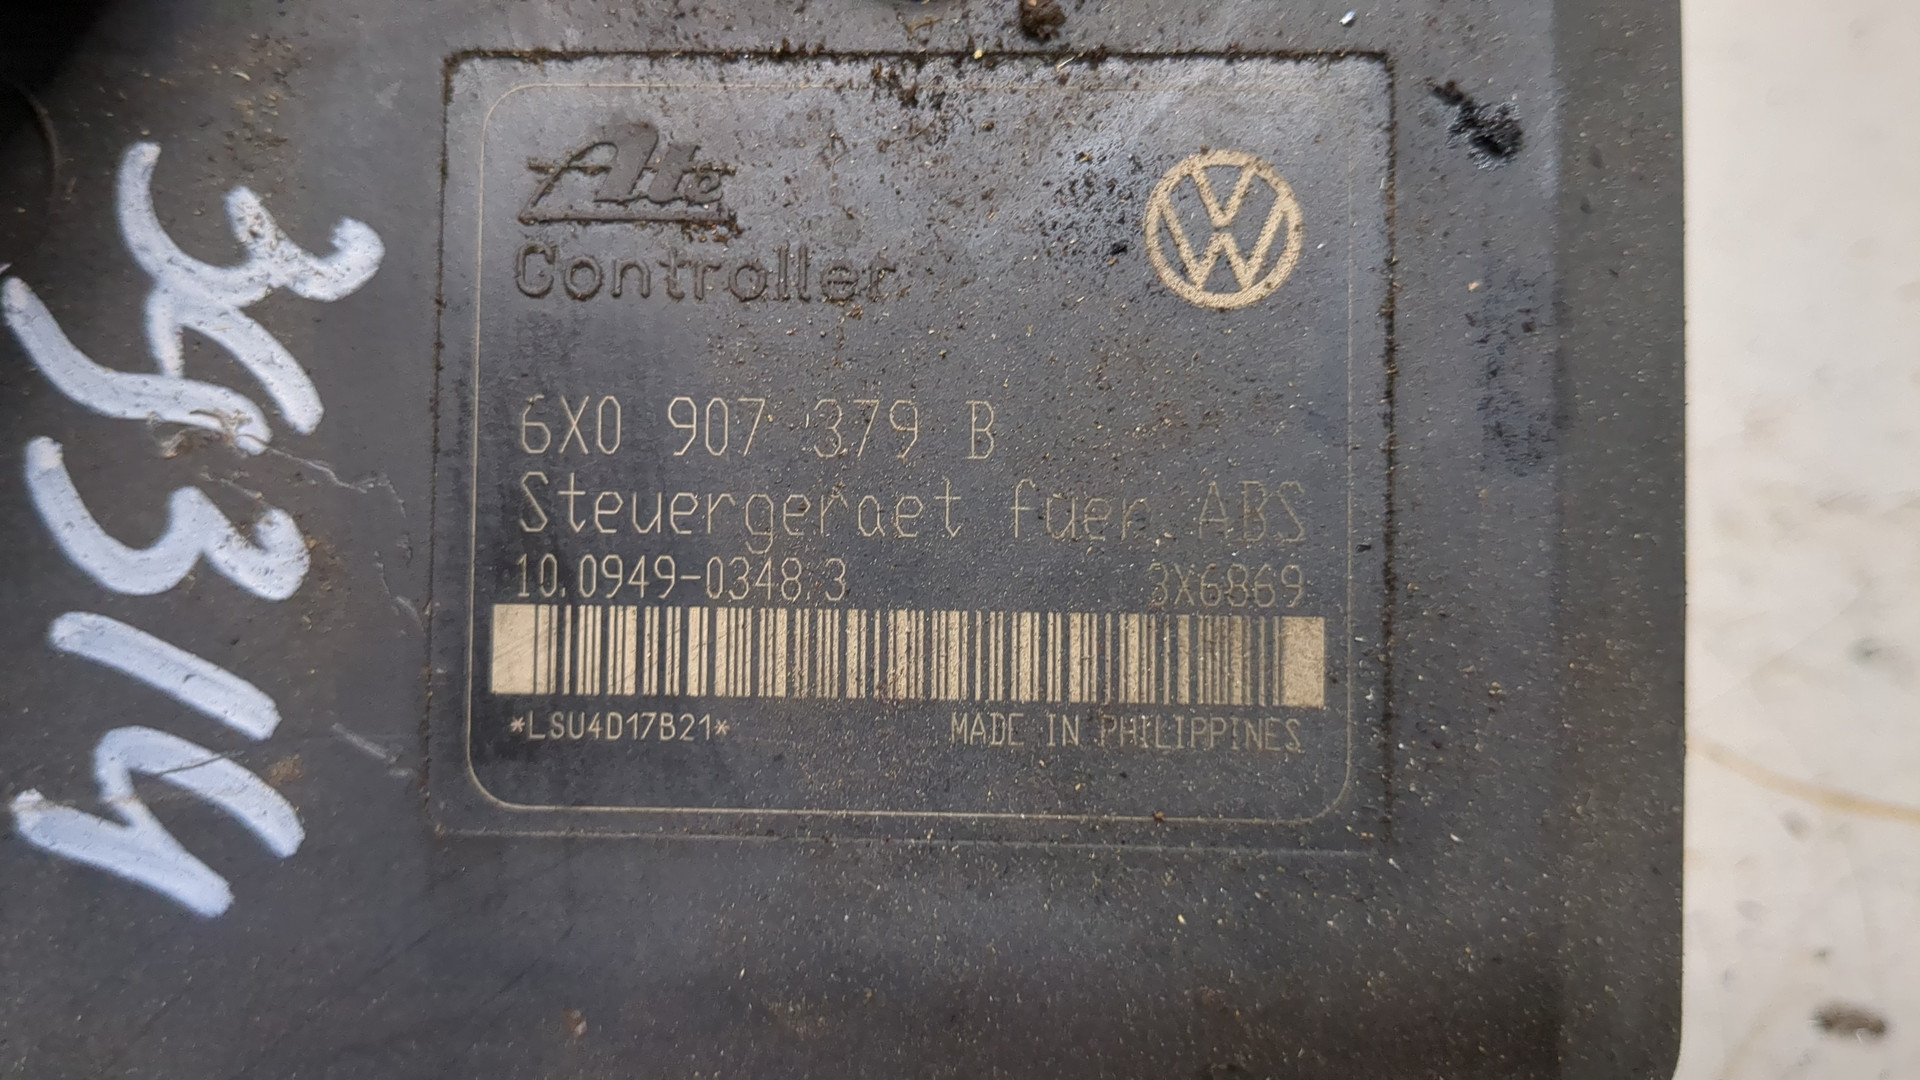 Ate
Controller
6X0 907 379 B
Steuergeraet fuer ABS
10.0949-0348.3 3X6869
*LSU4D17B21* MADE IN PHILIPPINES